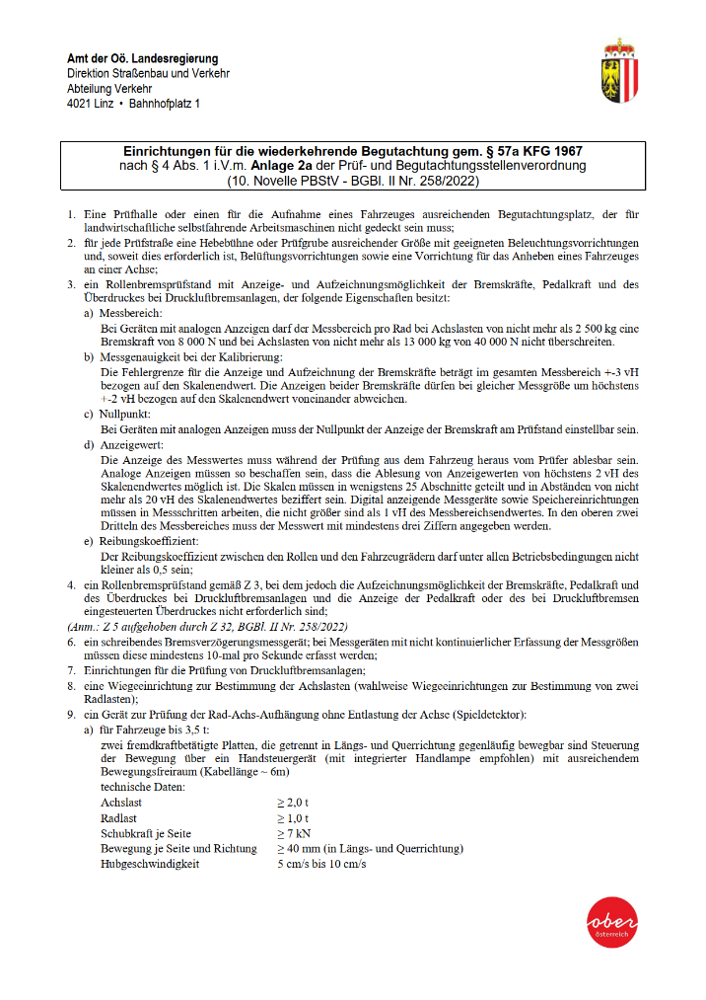 Amt der Oö. Landesregierung
Direktion Straßenbau und Verkehr
Abteilung Verkehr
4021 Linz • Bahnhofplatz 1
Einrichtungen für die wiederkehrende Begutachtung gem. § 57a KFG 1967
nach § 4 Abs. 1 i.V.m. Anlage 2a der Prüf- und Begutachtungsstellenverordnung
(10. Novelle PBStV - BGBl. II Nr. 258/2022)
1. Eine Prüfhalle oder einen für die Aufnahme eines Fahrzeuges ausreichenden Begutachtungsplatz, der für
landwirtschaftliche selbstfahrende Arbeitsmaschinen nicht gedeckt sein muss;
2. für jede Prüfstraße eine Hebebühne oder Prüfgrube ausreichender Größe mit geeigneten Beleuchtungsvorrichtungen
und, soweit dies erforderlich ist, Belüftungsvorrichtungen sowie eine Vorrichtung für das Anheben eines Fahrzeuges
an einer Achse;
3. ein Rollenbremsprüfstand mit Anzeige- und Aufzeichnungsmöglichkeit der Bremskräfte, Pedalkraft und des
Überdruckes bei Druckluftbremsanlagen, der folgende Eigenschaften besitzt:
a) Messbereich:
Bei Geräten mit analogen Anzeigen darf der Messbereich pro Rad bei Achslasten von nicht mehr als 2 500 kg eine
Bremskraft von 8 000 N und bei Achslasten von nicht mehr als 13 000 kg von 40 000 N nicht überschreiten.
b) Messgenauigkeit bei der Kalibrierung:
Die Fehlergrenze für die Anzeige und Aufzeichnung der Bremskräfte beträgt im gesamten Messbereich +-3 vH
bezogen auf den Skalenendwert. Die Anzeigen beider Bremskräfte dürfen bei gleicher Messgröße um höchstens
+-2 vH bezogen auf den Skalenendwert voneinander abweichen.
c) Nullpunkt:
Bei Geräten mit analogen Anzeigen muss der Nullpunkt der Anzeige der Bremskraft am Prüfstand einstellbar sein.
d) Anzeigewert:
Die Anzeige des Messwertes muss während der Prüfung aus dem Fahrzeug heraus vom Prüfer ablesbar sein.
Analoge Anzeigen müssen so beschaffen sein, dass die Ablesung von Anzeigewerten von höchstens 2 vH des
Skalenendwertes möglich ist. Die Skalen müssen in wenigstens 25 Abschnitte geteilt und in Abständen von nicht
mehr als 20 vH des Skalenendwertes beziffert sein. Digital anzeigende Messgeräte sowie Speichereinrichtungen
müssen in Messschritten arbeiten, die nicht größer sind als 1 vH des Messbereichsendwertes. In den oberen zwei
Dritteln des Messbereiches muss der Messwert mit mindestens drei Ziffern angegeben werden.
e) Reibungskoeffizient:
Der Reibungskoeffizient zwischen den Rollen und den Fahrzeugrädern darf unter allen Betriebsbedingungen nicht
kleiner als 0,5 sein;
4. ein Rollenbremsprüfstand gemäß Z 3, bei dem jedoch die Aufzeichnungsmöglichkeit der Bremskräfte, Pedalkraft und
des Überdruckes bei Druckluftbremsanlagen und die Anzeige der Pedalkraft oder des bei Druckluftbremsen
eingesteuerten Überdruckes nicht erforderlich sind;
(Anm.: Z 5 aufgehoben durch Z 32, BGBl. II Nr. 258/2022)
6. ein schreibendes Bremsverzögerungsmessgerät; bei Messgeräten mit nicht kontinuierlicher Erfassung der Messgrößen
müssen diese mindestens 10-mal pro Sekunde erfasst werden;
7. Einrichtungen für die Prüfung von Druckluftbremsanlagen;
8. eine Wiegeeinrichtung zur Bestimmung der Achslasten (wahlweise Wiegeeinrichtungen zur Bestimmung von zwei
Radlasten);
9. ein Gerät zur Prüfung der Rad-Achs-Aufhängung ohne Entlastung der Achse (Spieldetektor):
a) für Fahrzeuge bis 3,5 t:
zwei fremdkraftbetätigte Platten, die getrennt in Längs- und Querrichtung gegenläufig bewegbar sind Steuerung
der Bewegung über ein Handsteuergerät (mit integrierter Handlampe empfohlen) mit ausreichendem
Bewegungsfreiraum (Kabellänge ~ 6m)
technische Daten:
Achslast ≥ 2,0 t
Radlast ≥ 1,0 t
Schubkraft je Seite ≥ 7 kN
Bewegung je Seite und Richtung ≥ 40 mm (in Längs- und Querrichtung)
Hubgeschwindigkeit 5 cm/s bis 10 cm/s
ober
österreich